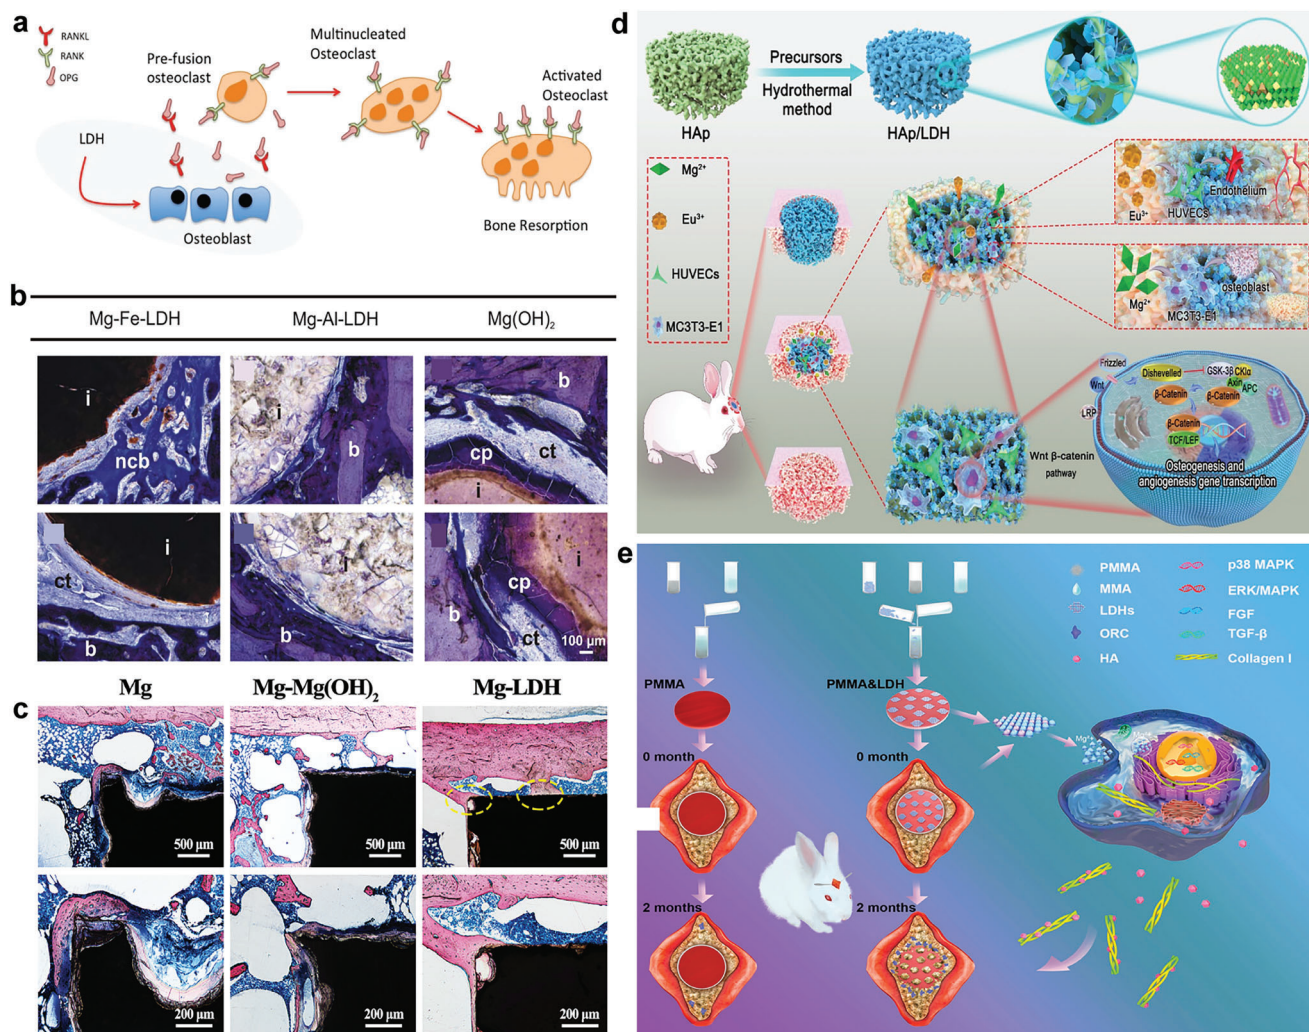 a
RANKL
RANK
OPG
Pre-fusion
osteoclast
Multinucleated
Osteoclast
Activated
Osteoclast
LDH
Osteoblast
Bone Resorption
b
Mg-Fe-LDH
Mg-Al-LDH
Mg(OH)₂
i
ncb
i
b
b
cp
ct
i
ct
i
b
i
b
b
cp
i
ct
100 μm
c
Mg
Mg-Mg(OH)₂
Mg-LDH
500 μm
500 μm
500 μm
200 μm
200 μm
200 μm
d
HAp
Precursors
Hydrothermal
method
HAp/LDH
Mg²⁺
Eu³⁺
HUVECs
MC3T3-E1
Eu³⁺
HUVECs
Endothelium
Mg²⁺
MC3T3-E1
osteoblast
Wnt β-catenin
pathway
Frizzled
Wnt
LRP
Dishevelled
GSK-3β
CKIα
Axin
APC
β-Catenin
β-Catenin
β-Catenin
TCF/LEF
Osteogenesis and
angiogenesis gene transcription
e
PMMA
MMA
LDHs
ORC
HA
p38 MAPK
ERK/MAPK
FGF
TGF-β
Collagen I
PMMA
PMMA&LDH
0 month
0 month
2 months
2 months